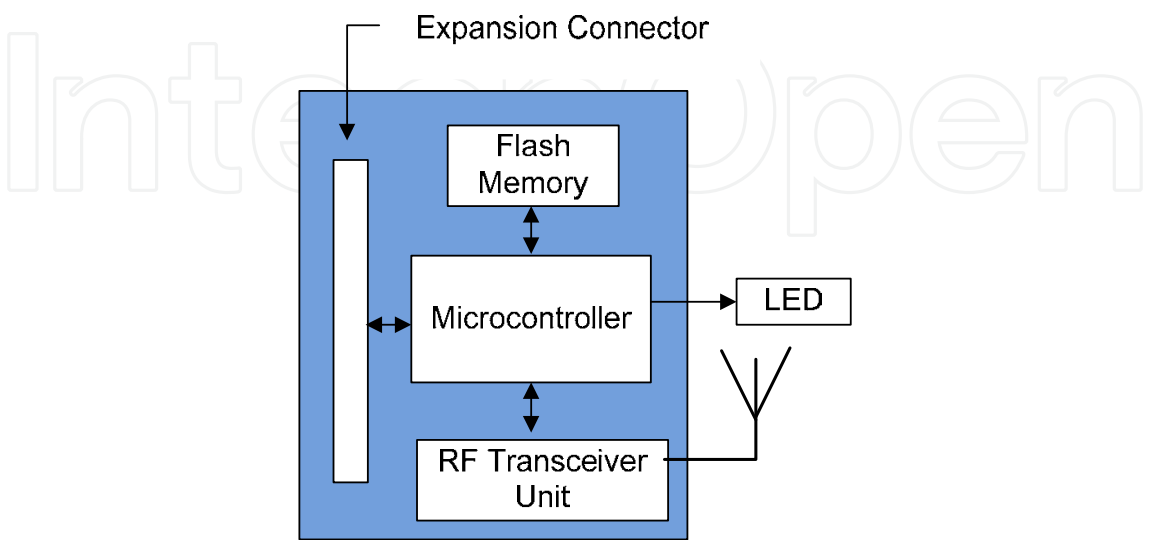 Expansion Connector
IntechOpen
Flash
Memory
Microcontroller
LED
RF Transceiver
Unit